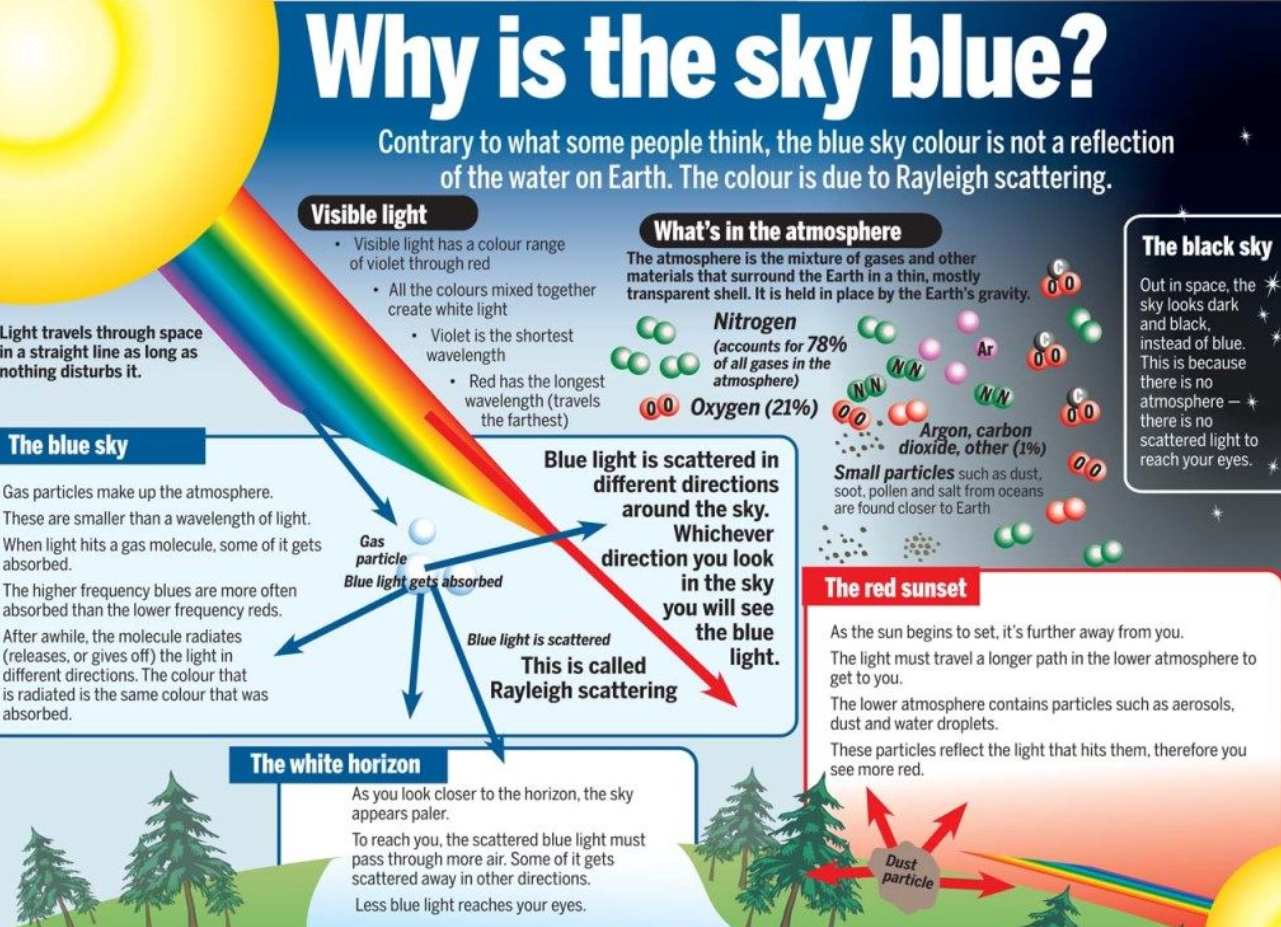 Why is the sky blue?
Contrary to what some people think, the blue sky colour is not a reflection
of the water on Earth. The colour is due to Rayleigh scattering.
Visible light
• Visible light has a colour range
of violet through red
• All the colours mixed together
create white light
• Violet is the shortest
wavelength
• Red has the longest
wavelength (travels
the farthest)
Light travels through space
in a straight line as long as
nothing disturbs it.
What's in the atmosphere
The atmosphere is the mixture of gases and other
materials that surround the Earth in a thin, mostly
transparent shell. It is held in place by the Earth's gravity.
Nitrogen
(accounts for 78%
of all gases in the
atmosphere)
O O Oxygen (21%)
N N
N N
N N
O O
Ar
C
O O
C
O O
C
O O
O O
Argon, carbon
dioxide, other (1%)
Small particles such as dust,
soot, pollen and salt from oceans
are found closer to Earth
The black sky
Out in space, the
sky looks dark
and black,
instead of blue.
This is because
there is no
atmosphere –
there is no
scattered light to
reach your eyes.
The blue sky
Gas particles make up the atmosphere.
These are smaller than a wavelength of light.
When light hits a gas molecule, some of it gets
absorbed.
The higher frequency blues are more often
absorbed than the lower frequency reds.
After awhile, the molecule radiates
(releases, or gives off) the light in
different directions. The colour that
is radiated is the same colour that was
absorbed.
Gas
particle
Blue light gets absorbed
Blue light is scattered
This is called
Rayleigh scattering
Blue light is scattered in
different directions
around the sky.
Whichever
direction you look
in the sky
you will see
the blue
light.
The red sunset
As the sun begins to set, it's further away from you.
The light must travel a longer path in the lower atmosphere to
get to you.
The lower atmosphere contains particles such as aerosols,
dust and water droplets.
These particles reflect the light that hits them, therefore you
see more red.
Dust
particle
The white horizon
As you look closer to the horizon, the sky
appears paler.
To reach you, the scattered blue light must
pass through more air. Some of it gets
scattered away in other directions.
Less blue light reaches your eyes.